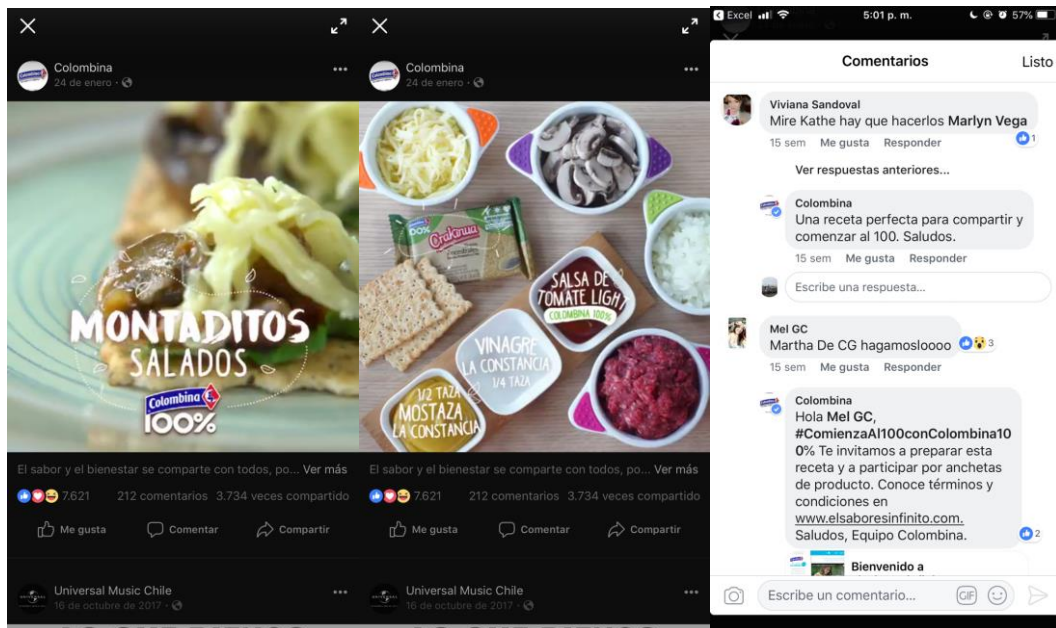 Colombina
24 de enero ·
MONTADITOS
SALADOS
Colombina
100%
El sabor y el bienestar se comparte con todos, po... Ver más
7.621 212 comentarios 3.734 veces compartido
Me gusta Comentar Compartir
Universal Music Chile
16 de octubre de 2017 ·
Colombina
24 de enero ·
100%
Crakinua
SALSA DE
TOMATE LIGHT
COLOMBINA 100%
VINAGRE
LA CONSTANCIA
1/4 TAZA
1/2 TAZA
MOSTAZA
LA CONSTANCIA
El sabor y el bienestar se comparte con todos, po... Ver más
7.621 212 comentarios 3.734 veces compartido
Me gusta Comentar Compartir
Universal Music Chile
16 de octubre de 2017 ·
Excel 5:01 p. m. 57%
Comentarios Listo
Viviana Sandoval
Mire Kathe hay que hacerlos Marlyn Vega
1
15 sem Me gusta Responder
Ver respuestas anteriores...
Colombina
Una receta perfecta para compartir y
comenzar al 100. Saludos.
15 sem Me gusta Responder
Escribe una respuesta...
Mel GC
Martha De CG hagamosloooo 3
15 sem Me gusta Responder
Colombina
Hola Mel GC,
#ComienzaAl100conColombina10
0% Te invitamos a preparar esta
receta y a participar por anchetas
de producto. Conoce términos y
condiciones en
www.elsaboresinfinito.com.
Saludos, Equipo Colombina. 2
Bienvenido a
Escribe un comentario... GIF